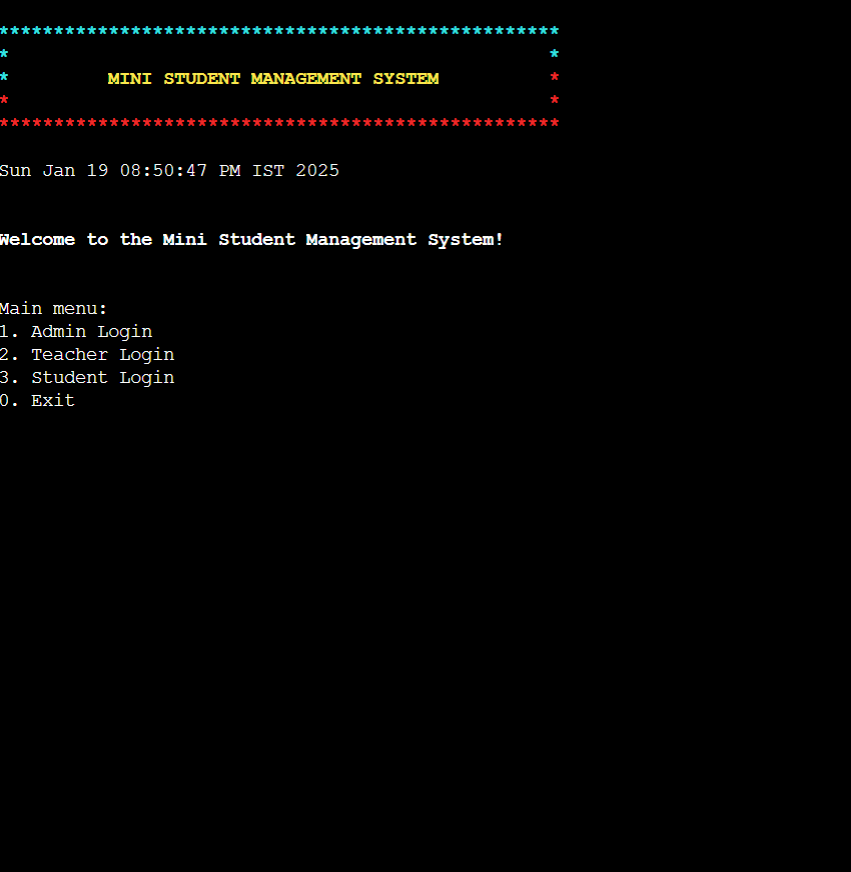 ***************************************************
*                                                 *
*         MINI STUDENT MANAGEMENT SYSTEM          *
*                                                 *
***************************************************
Sun Jan 19 08:50:47 PM IST 2025
Welcome to the Mini Student Management System!
Main menu:
1. Admin Login
2. Teacher Login
3. Student Login
0. Exit